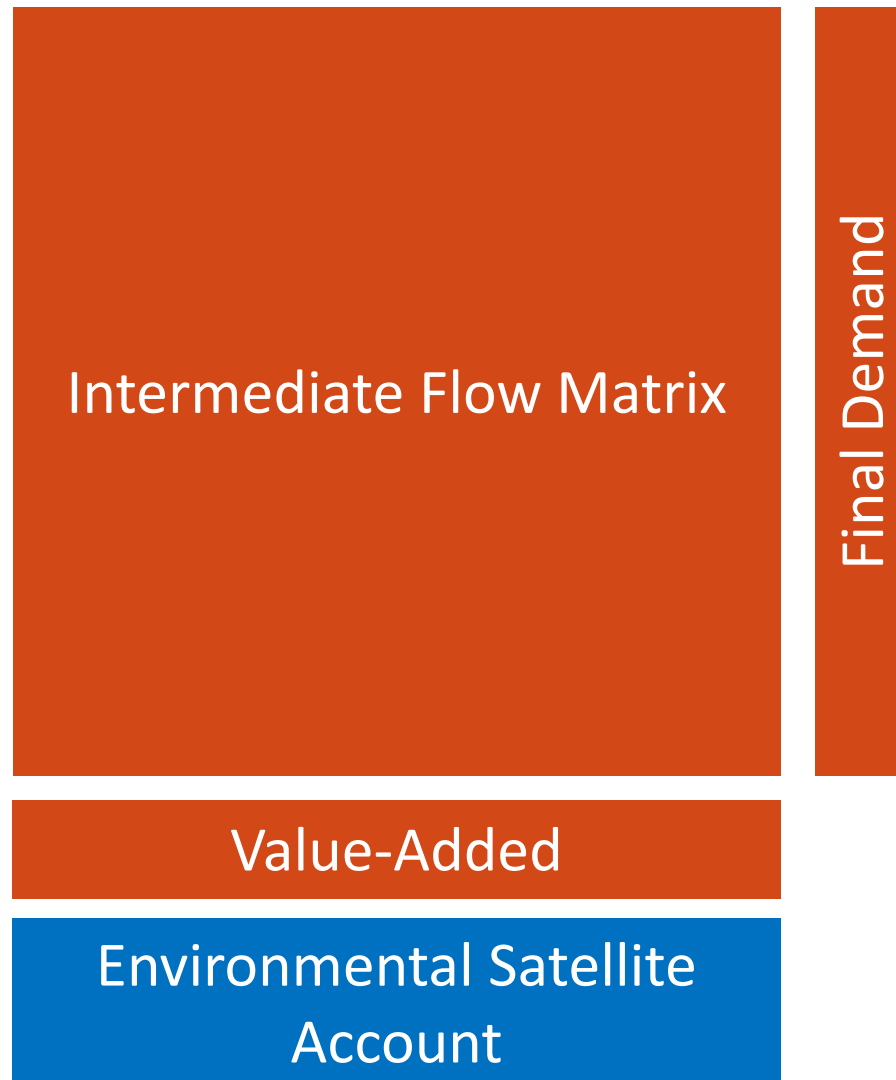 Intermediate Flow Matrix
Final Demand
Value-Added
Environmental Satellite
Account